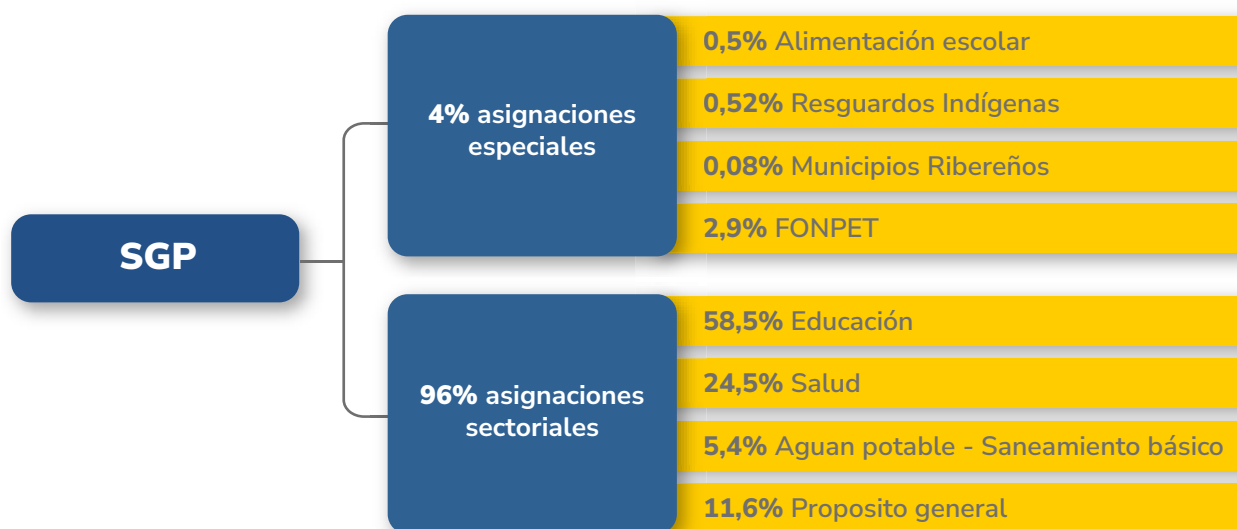 SGP
4% asignaciones
especiales
0,5% Alimentación escolar
0,52% Resguardos Indígenas
0,08% Municipios Ribereños
2,9% FONPET
96% asignaciones
sectoriales
58,5% Educación
24,5% Salud
5,4% Aguan potable - Saneamiento básico
11,6% Proposito general